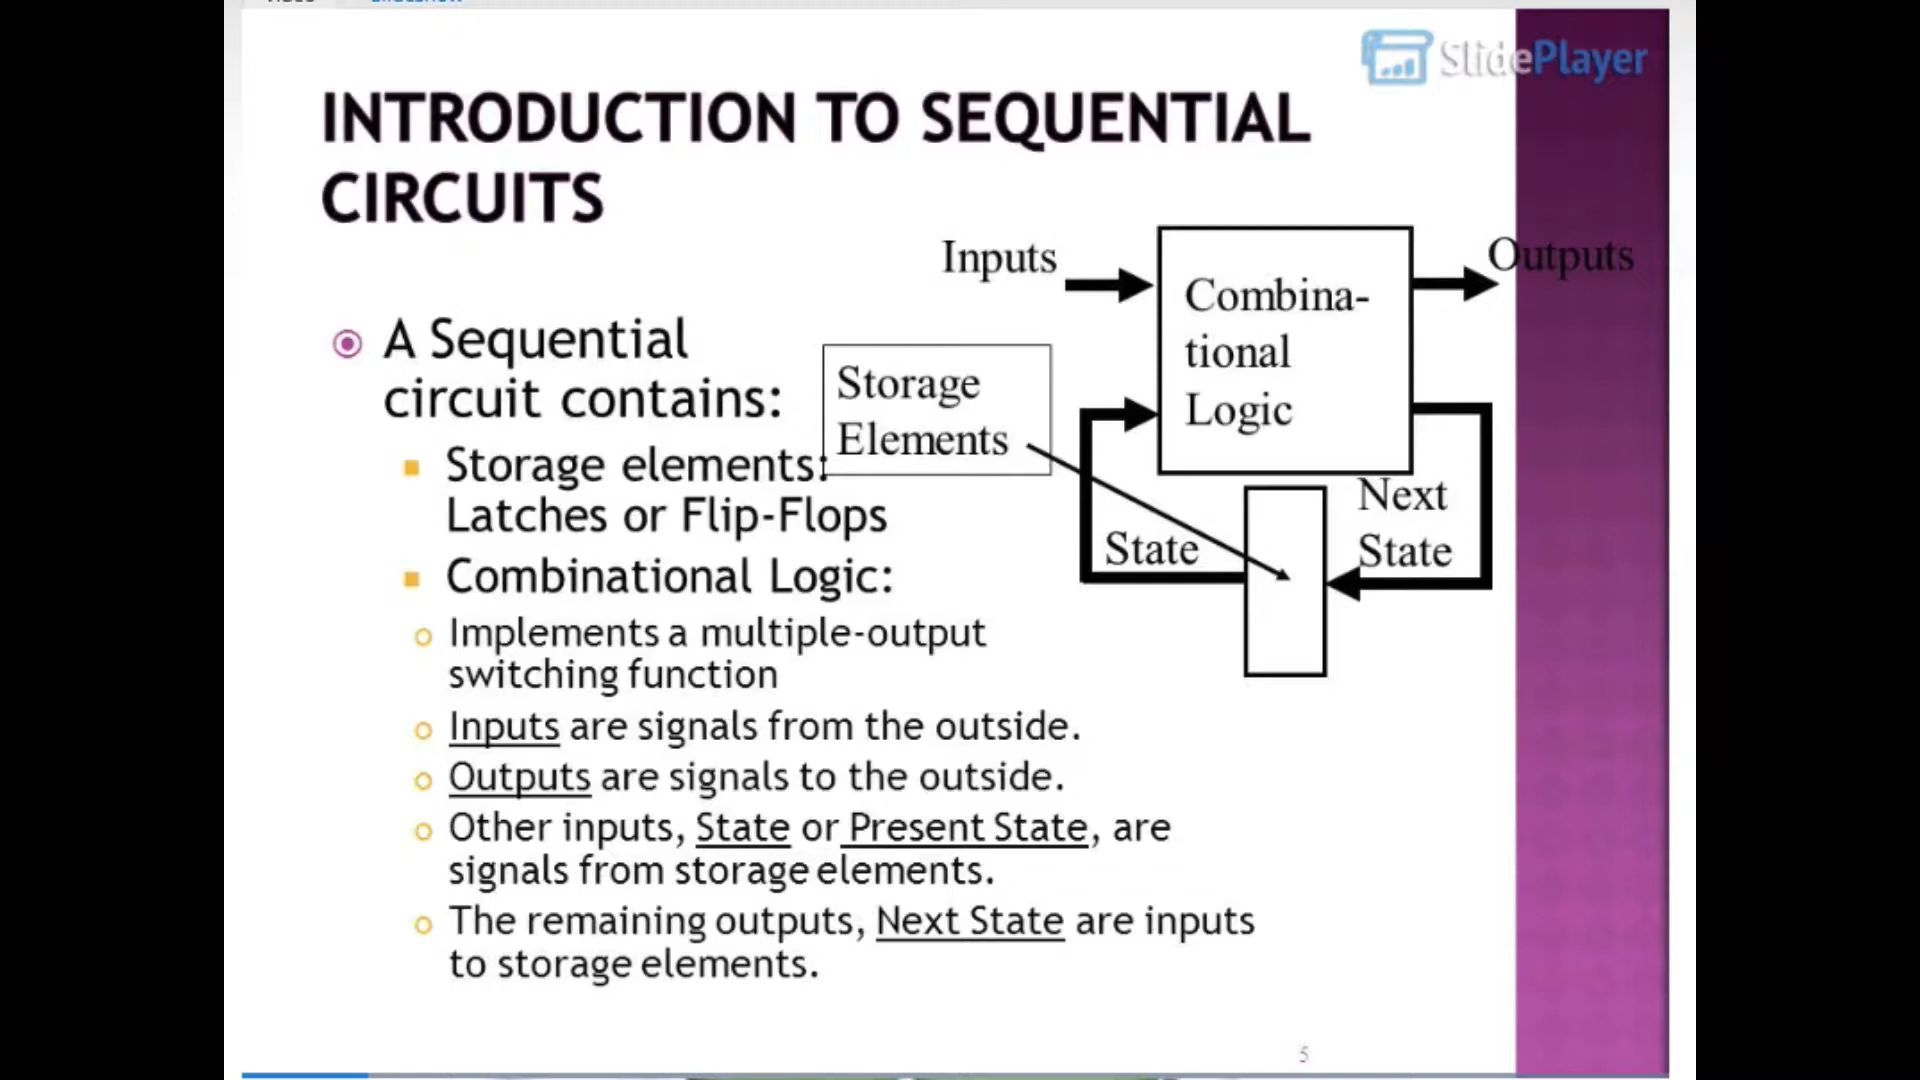 SlidePlayer
INTRODUCTION TO SEQUENTIAL
CIRCUITS
Inputs
Outputs
Combina-
tional
Logic
Storage
Elements
State
Next
State
A Sequential
circuit contains:
Storage elements:
Latches or Flip-Flops
Combinational Logic:
Implements a multiple-output
switching function
Inputs are signals from the outside.
Outputs are signals to the outside.
Other inputs, State or Present State, are
signals from storage elements.
The remaining outputs, Next State are inputs
to storage elements.
5